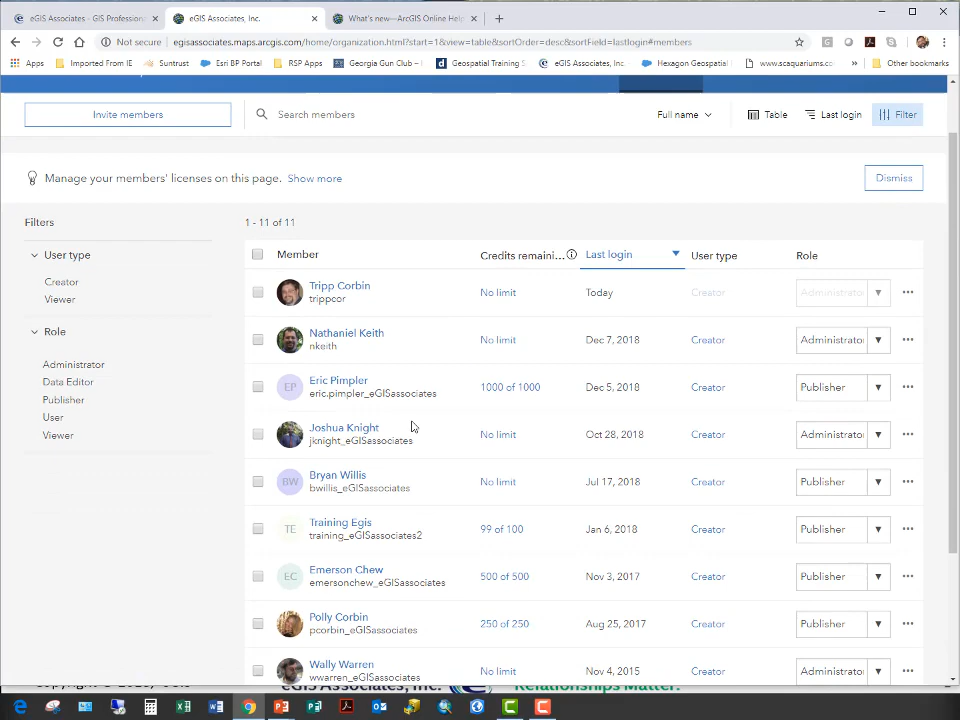 eGIS Associates - GIS Profession
eGIS Associates, Inc.
What's new—ArcGIS Online Help
Not secure
egisassociates.maps.arcgis.com/home/organization.html?start=1&view=table&sortOrder=desc&sortField=lastlogin#members
Apps
Imported From IE
Suntrust
Esri BP Portal
RSP Apps
Georgia Gun Club –
Geospatial Training S
eGIS Associates, Inc.
Hexagon Geospatial
www.scaquariums.co
»
Other bookmarks
Invite members
Search members
Full name
Table
Last login
Filter
Manage your members' licenses on this page. Show more
Dismiss
Filters
1 - 11 of 11
User type
Creator
Viewer
Role
Administrator
Data Editor
Publisher
User
Viewer
Member Credits remaini... Last login User type Role
Tripp Corbin
trippcor
No limit Today Creator Administrator
Nathaniel Keith
nkeith
No limit Dec 7, 2018 Creator Administrator
EP
Eric Pimpler
eric.pimpler_eGISassociates
1000 of 1000 Dec 5, 2018 Creator Publisher
Joshua Knight
jknight_eGISassociates
No limit Oct 28, 2018 Creator Administrator
BW
Bryan Willis
bwillis_eGISassociates
No limit Jul 17, 2018 Creator Publisher
TE
Training Egis
training_eGISassociates2
99 of 100 Jan 6, 2018 Creator Publisher
EC
Emerson Chew
emersonchew_eGISassociates
500 of 500 Nov 3, 2017 Creator Publisher
Polly Corbin
pcorbin_eGISassociates
250 of 250 Aug 25, 2017 Creator Publisher
Wally Warren
wwarren_eGISassociates
No limit Nov 4, 2015 Creator Administrator
eGIS Associates, Inc.
Relationships Matter.